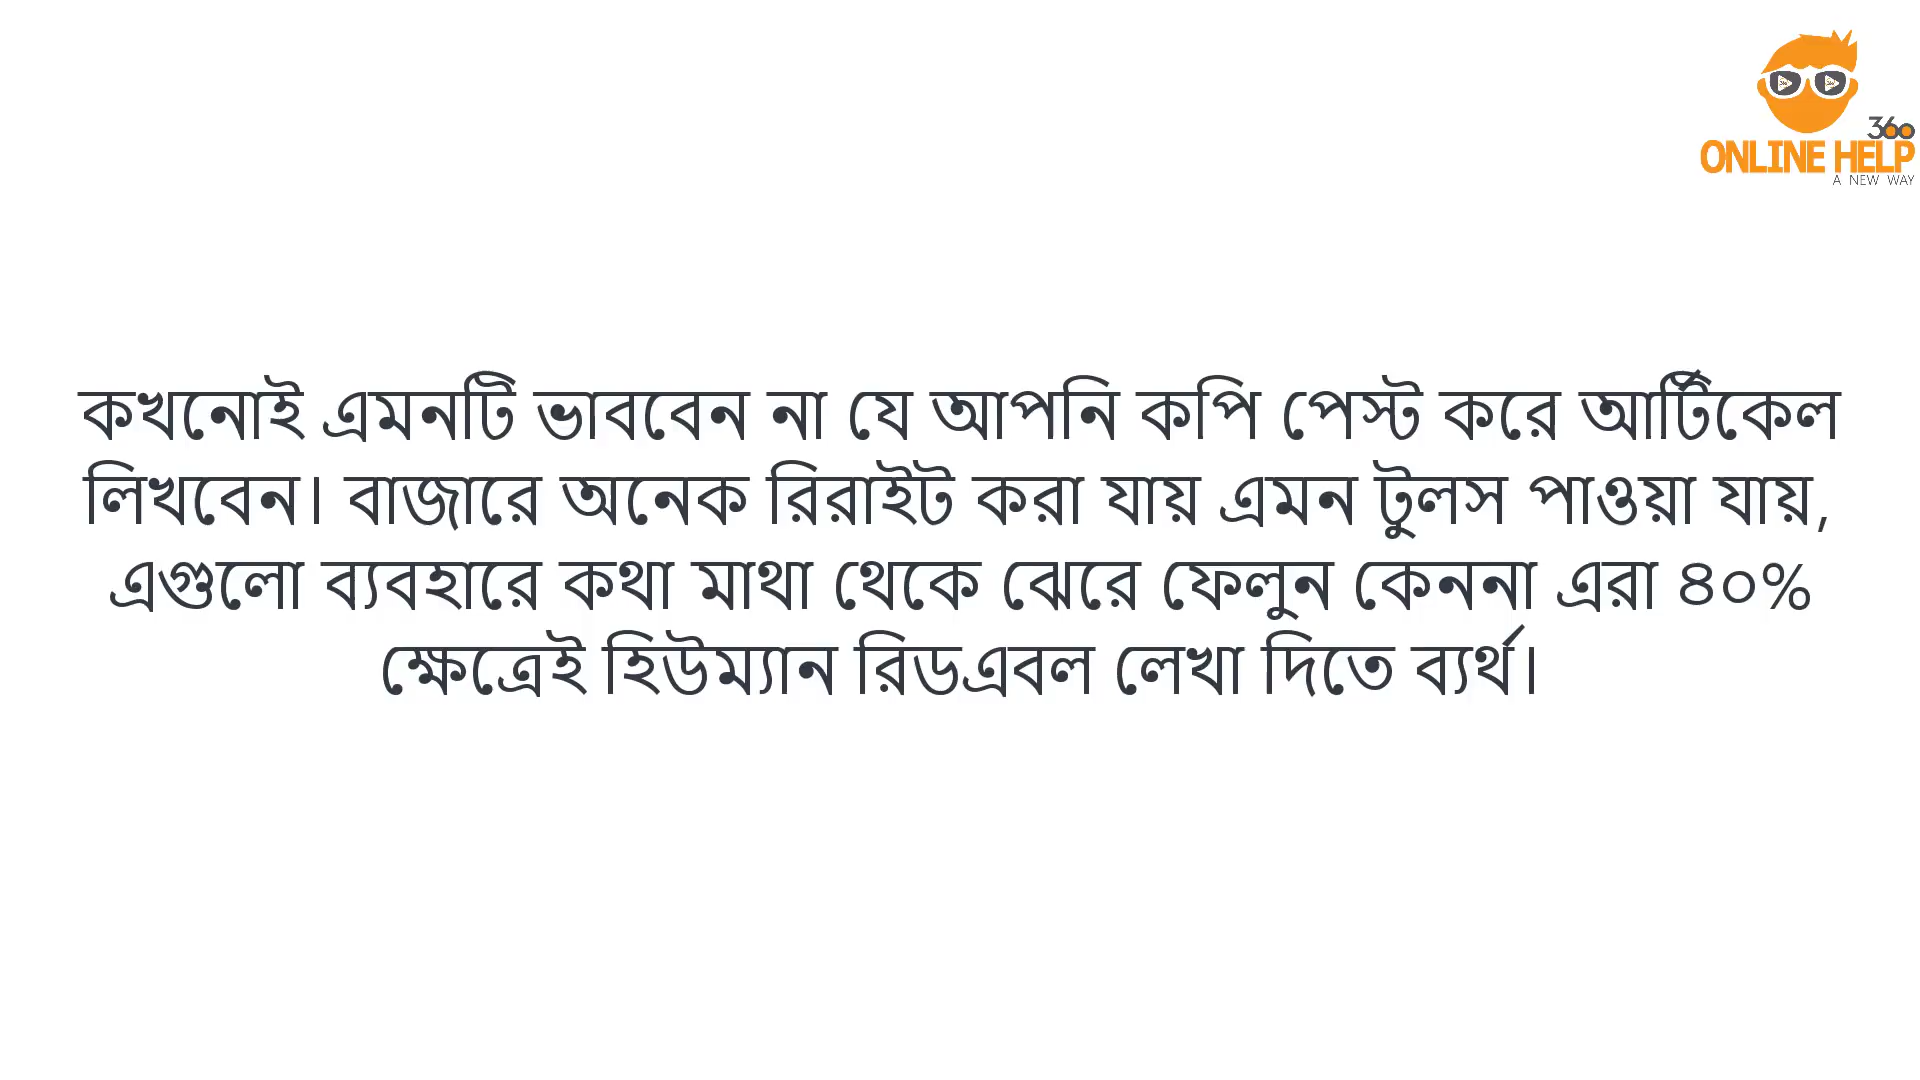 360
ONLINE HELP
A NEW WAY
কখনোই এমনটি ভাববেন না যে আপনি কপি পেস্ট করে আর্টিকেল
লিখবেন। বাজারে অনেক রিরাইট করা যায় এমন টুলস পাওয়া যায়,
এগুলো ব্যবহারে কথা মাথা থেকে ঝেরে ফেলুন কেননা এরা ৪০%
ক্ষেত্রেই হিউম্যান রিডএবল লেখা দিতে ব্যর্থ।